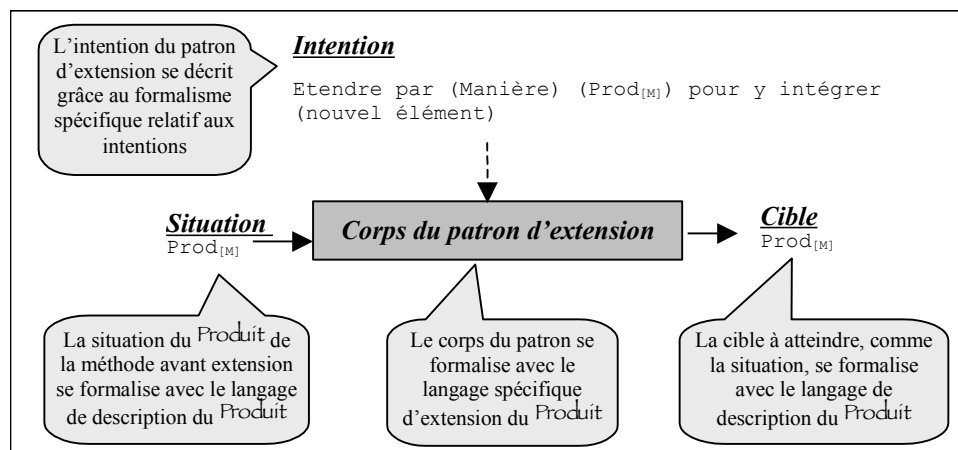 L'intention du patron
d'extension se décrit
grâce au formalisme
spécifique relatif aux
intentions
Intention
Etendre par (Manière) (Prod[M]) pour y intégrer
(nouvel élément)
Situation
Prod[M]
Corps du patron d'extension
Cible
Prod[M]
La situation du Produit de
la méthode avant extension
se formalise avec le langage
de description du Produit
Le corps du patron se
formalise avec le
langage spécifique
d'extension du Produit
La cible à atteindre, comme
la situation, se formalise
avec le langage de
description du Produit